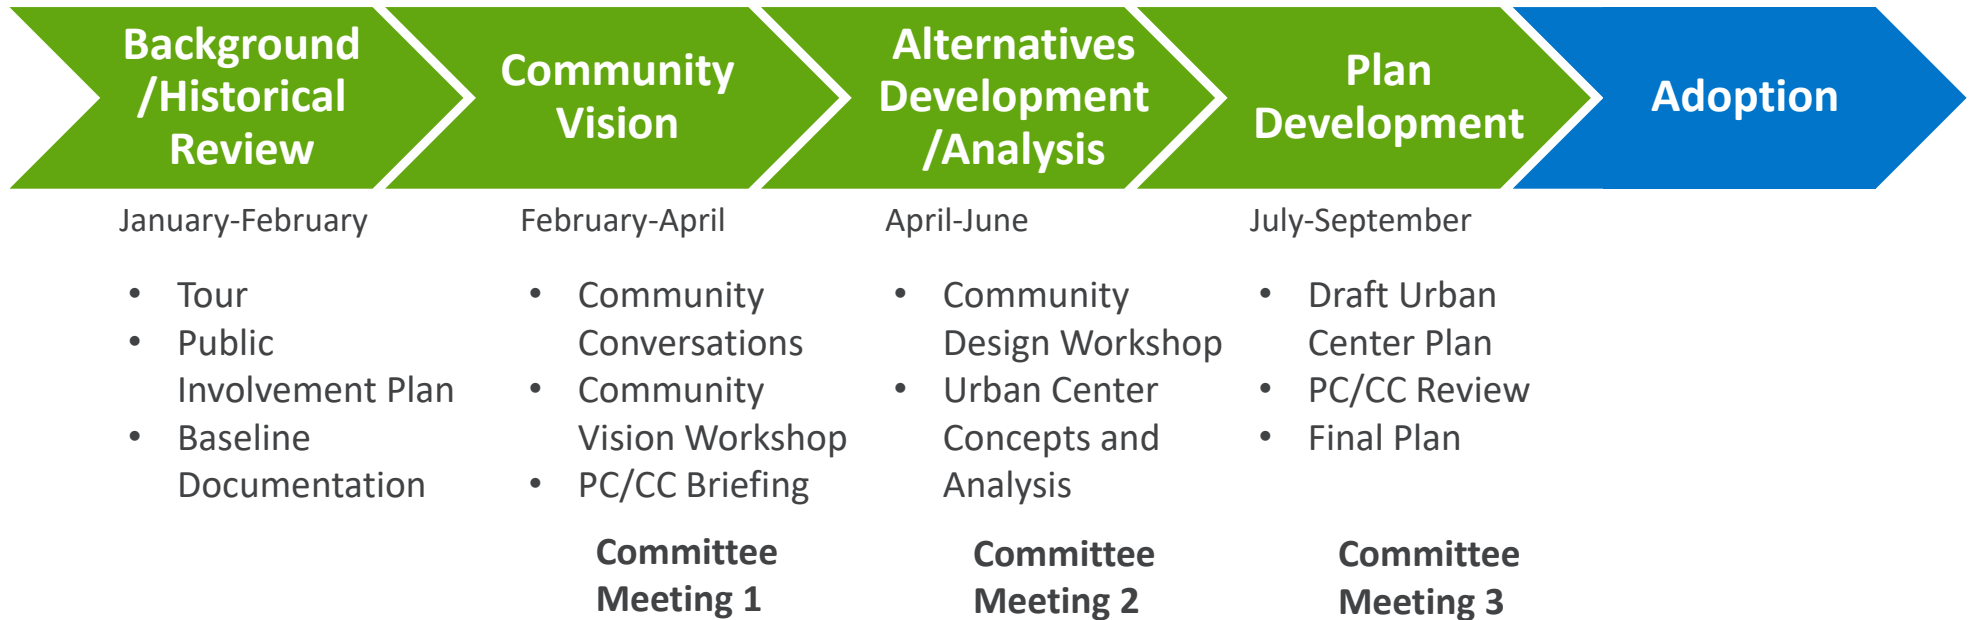 Background
/Historical
Review
Community
Vision
Alternatives
Development
/Analysis
Plan
Development
Adoption
January-February
• Tour
• Public
Involvement Plan
• Baseline
Documentation
February-April
• Community
Conversations
• Community
Vision Workshop
• PC/CC Briefing
Committee
Meeting 1
April-June
• Community
Design Workshop
• Urban Center
Concepts and
Analysis
Committee
Meeting 2
July-September
• Draft Urban
Center Plan
• PC/CC Review
• Final Plan
Committee
Meeting 3